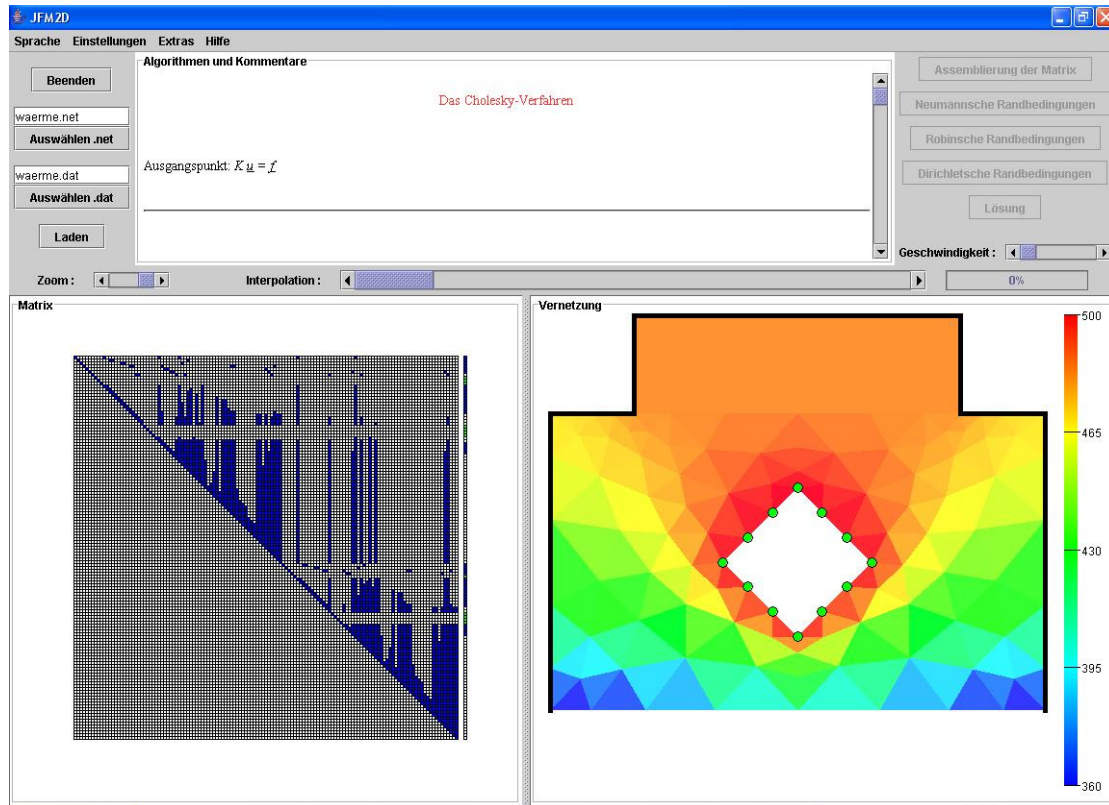 JFM2D
Sprache Einstellungen Extras Hilfe
Beenden
waerme.net
Auswählen .net
waerme.dat
Auswählen .dat
Laden
Algorithmen und Kommentare
Das Cholesky-Verfahren
Ausgangspunkt: K u = f
Assemblierung der Matrix
Neumannsche Randbedingungen
Robinsche Randbedingungen
Dirichletsche Randbedingungen
Lösung
Geschwindigkeit :
Zoom :
Interpolation :
0%
Matrix
Vernetzung
500
465
430
395
360